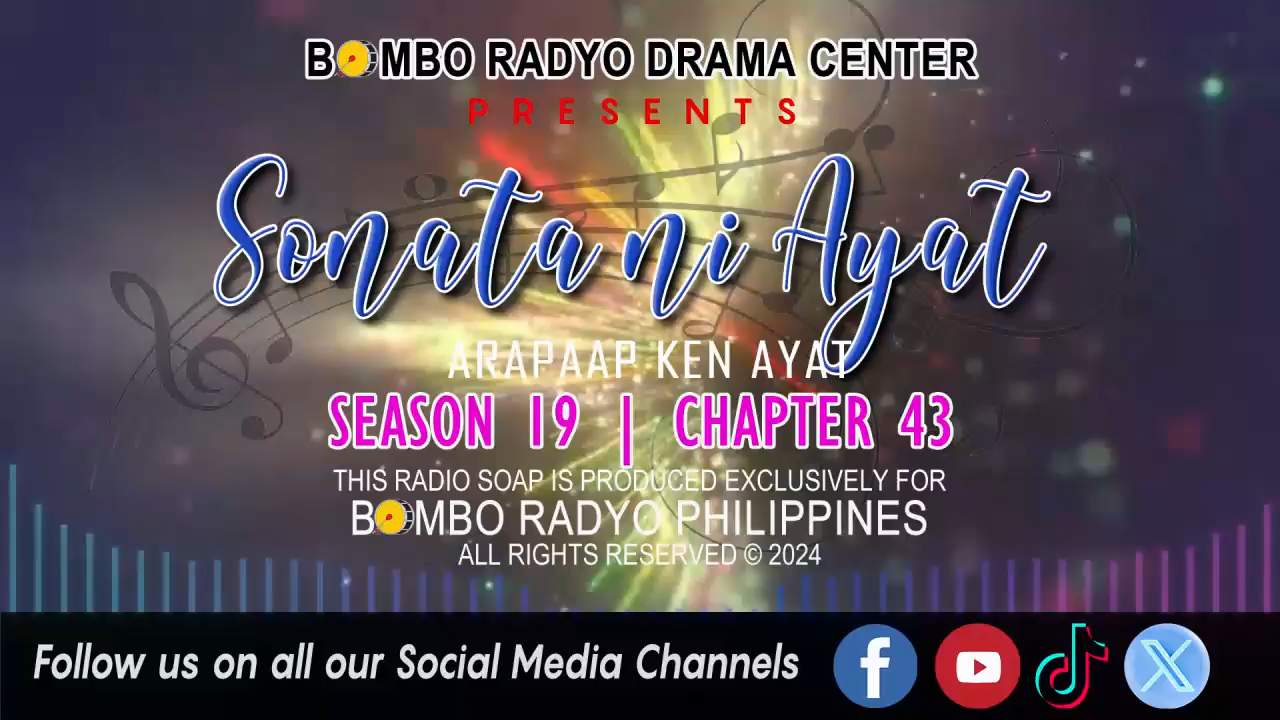 BOMBO RADYO DRAMA CENTER
PRESENTS
Sonata ni Ayat
ARAPAAP KEN AYAT
SEASON 19 | CHAPTER 43
THIS RADIO SOAP IS PRODUCED EXCLUSIVELY FOR
BOMBO RADYO PHILIPPINES
ALL RIGHTS RESERVED © 2024
Follow us on all our Social Media Channels